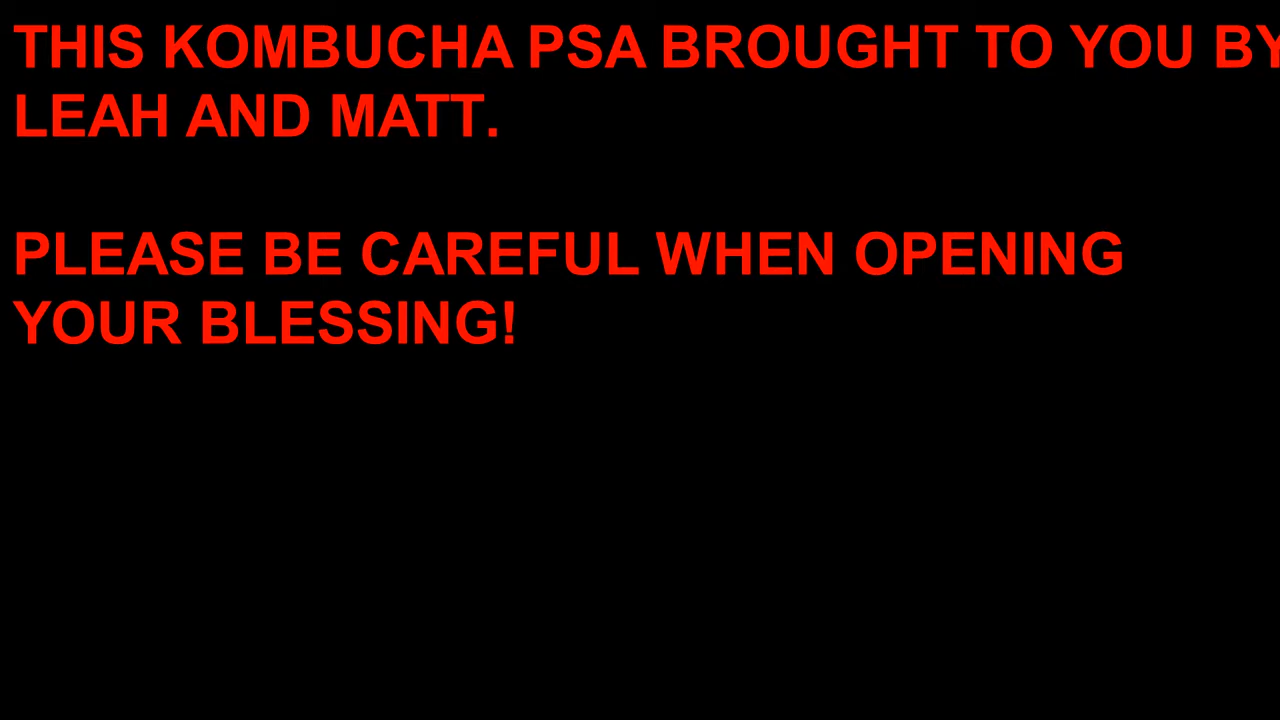 THIS KOMBUCHA PSA BROUGHT TO YOU BY
LEAH AND MATT.
PLEASE BE CAREFUL WHEN OPENING
YOUR BLESSING!